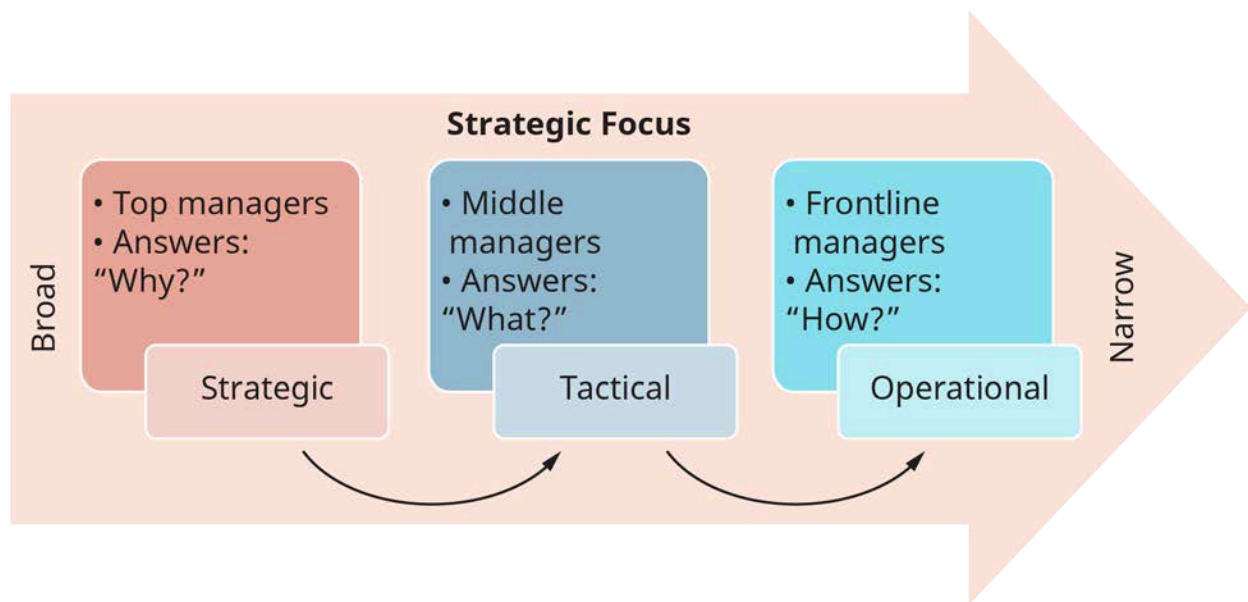 Strategic Focus
Broad
• Top managers
• Answers:
“Why?”
Strategic
• Middle
managers
• Answers:
“What?”
Tactical
• Frontline
managers
• Answers:
“How?”
Operational
Narrow